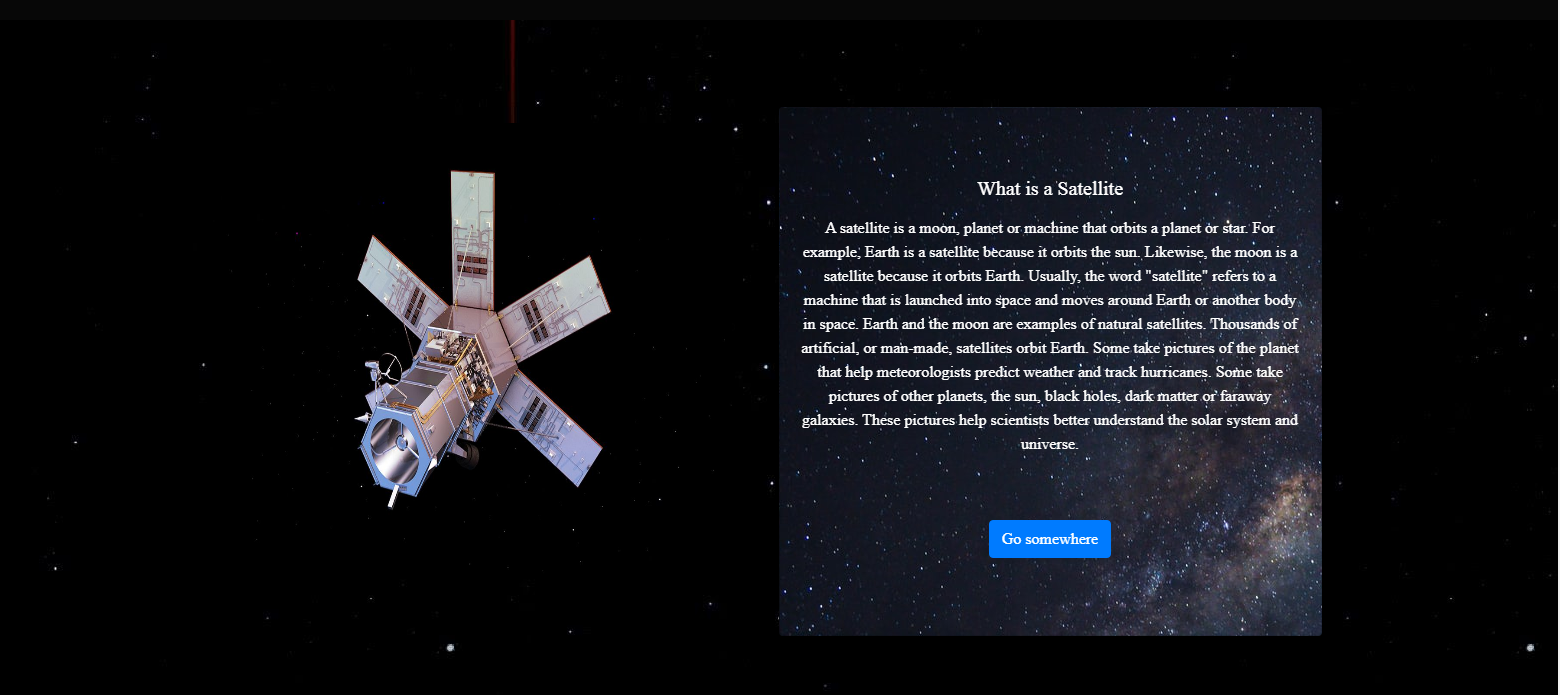 What is a Satellite
A satellite is a moon, planet or machine that orbits a planet or star. For
example, Earth is a satellite because it orbits the sun. Likewise, the moon is a
satellite because it orbits Earth. Usually, the word "satellite" refers to a
machine that is launched into space and moves around Earth or another body
in space. Earth and the moon are examples of natural satellites. Thousands of
artificial, or man-made, satellites orbit Earth. Some take pictures of the planet
that help meteorologists predict weather and track hurricanes. Some take
pictures of other planets, the sun, black holes, dark matter or faraway
galaxies. These pictures help scientists better understand the solar system and
universe.
Go somewhere